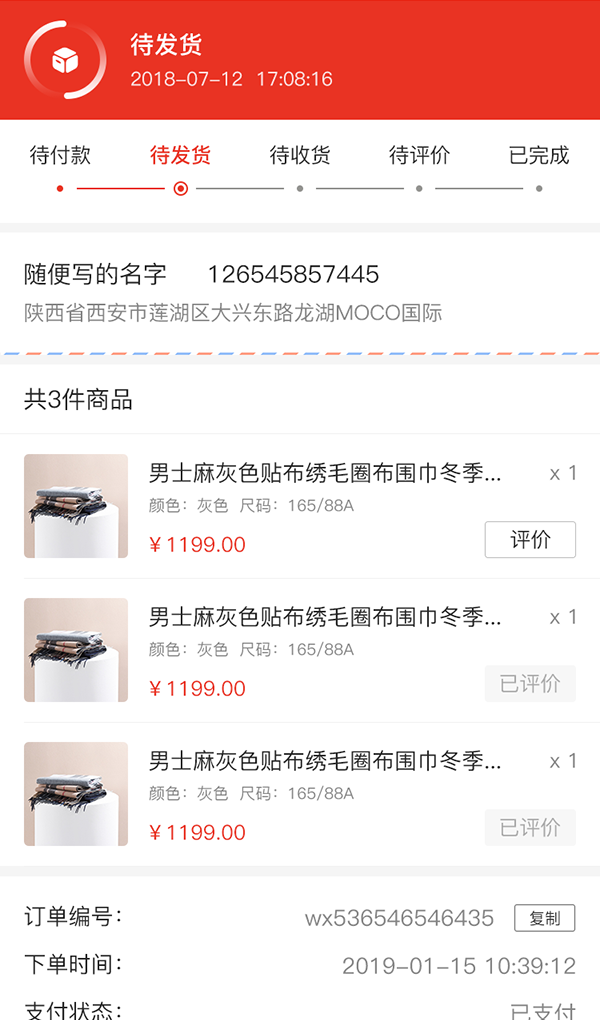 待发货
2018-07-12 17:08:16
待付款 待发货 待收货 待评价 已完成
随便写的名字 126545857445
陕西省西安市莲湖区大兴东路龙湖MOCO国际
共3件商品
男士麻灰色贴布绣毛圈布围巾冬季... x 1
颜色：灰色 尺码：165/88A
¥1199.00 评价
男士麻灰色贴布绣毛圈布围巾冬季... x 1
颜色：灰色 尺码：165/88A
¥1199.00 已评价
男士麻灰色贴布绣毛圈布围巾冬季... x 1
颜色：灰色 尺码：165/88A
¥1199.00 已评价
订单编号： wx536546546435 复制
下单时间： 2019-01-15 10:39:12
支付状态： 已支付